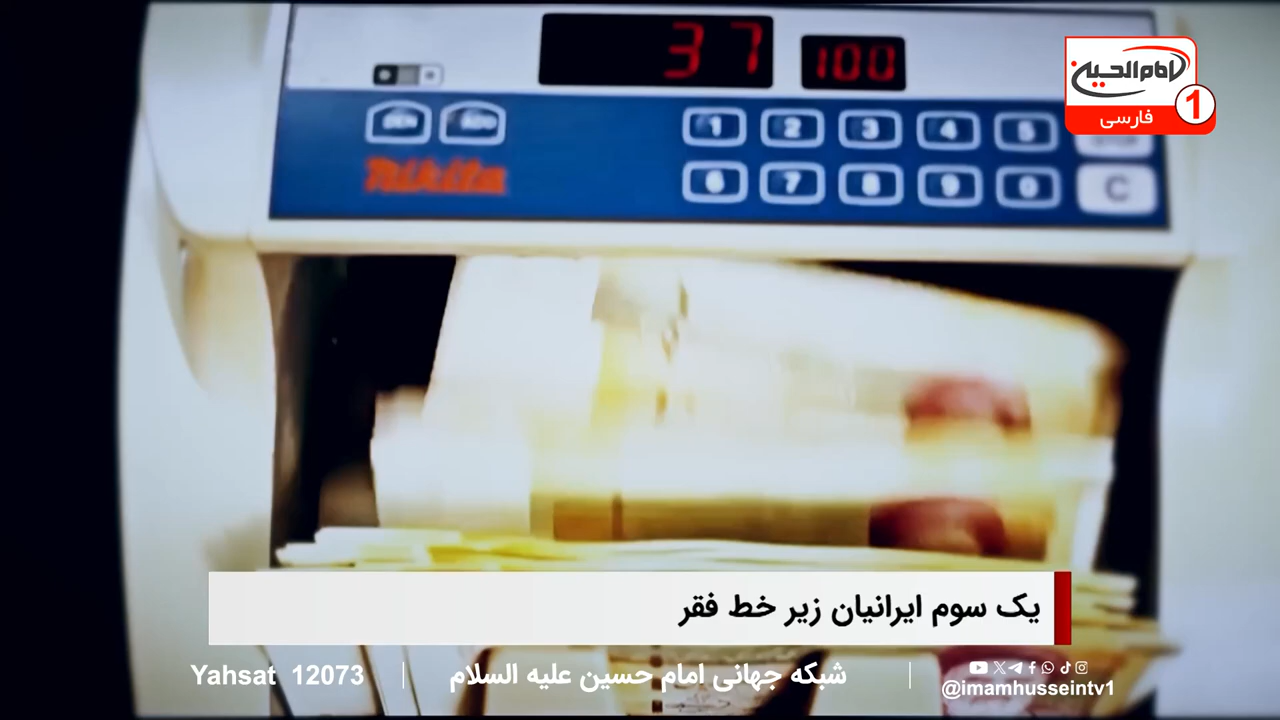 37
100
امام الحسین
1
فارسی
1 2 3 4 5
Nikita
6 7 8 9 0 C
یک سوم ایرانیان زیر خط فقر
Yahsat 12073
شبکه جهانی امام حسین علیه السلام
@imamhusseintv1